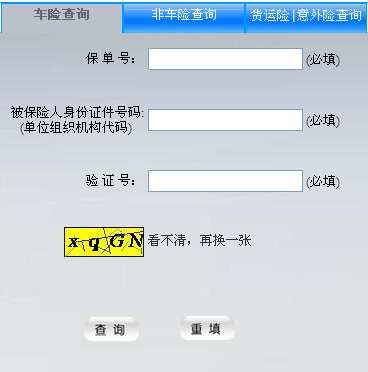 车险查询 非车险查询 货运险|意外险查询
保 单 号： (必填)
被保险人身份证件号码:
(单位组织机构代码) (必填)
验 证 号： (必填)
x q G N 看不清，再换一张
查 询 重 填